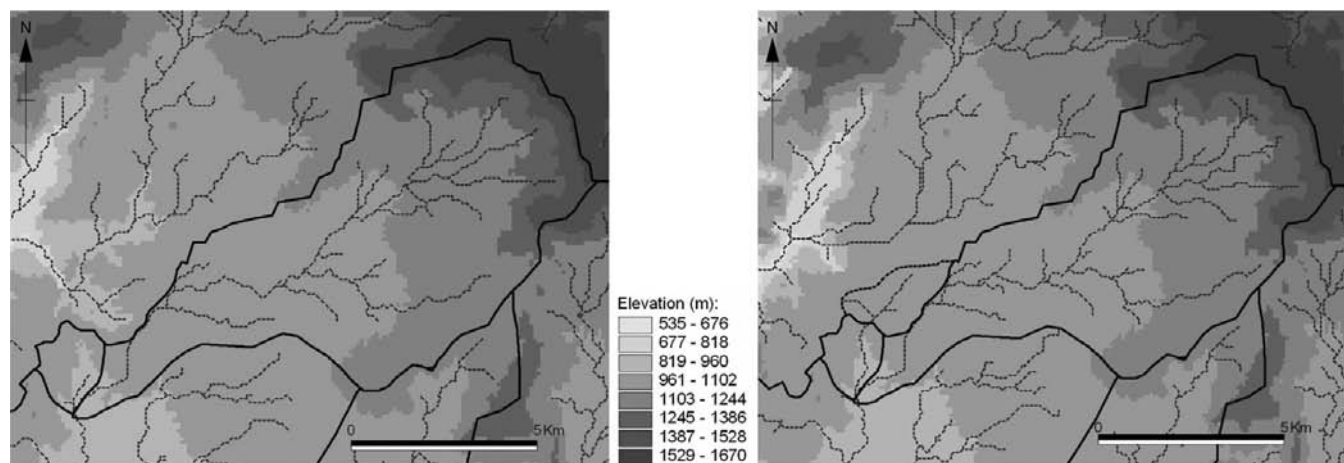 N
0
5Km
Elevation (m):
535 - 676
677 - 818
819 - 960
961 - 1102
1103 - 1244
1245 - 1386
1387 - 1528
1529 - 1670
N
0
5Km